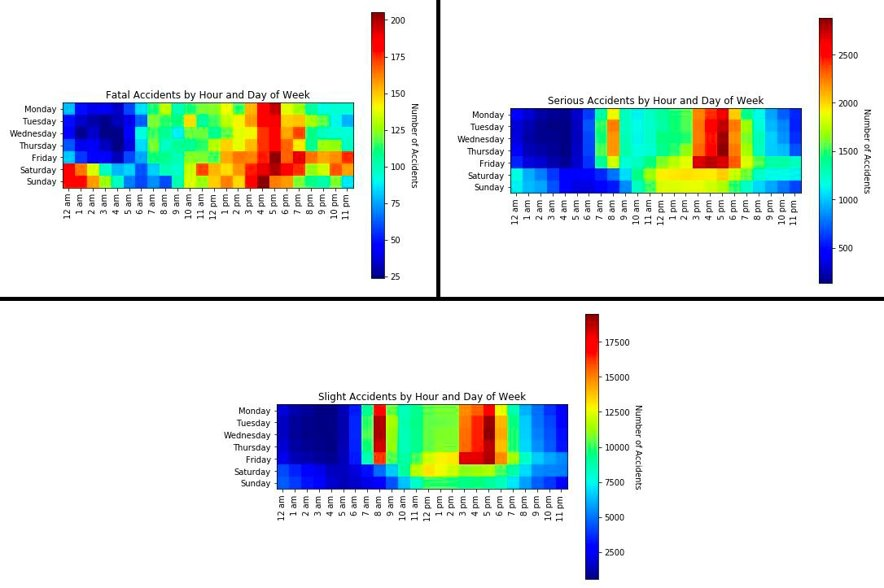 Fatal Accidents by Hour and Day of Week
Monday
Tuesday
Wednesday
Thursday
Friday
Saturday
Sunday
12 am 1 am 2 am 3 am 4 am 5 am 6 am 7 am 8 am 9 am 10 am 11 am 12 pm 1 pm 2 pm 3 pm 4 pm 5 pm 6 pm 7 pm 8 pm 9 pm 10 pm 11 pm
200
175
150
125
100
75
50
25
Number of Accidents
Serious Accidents by Hour and Day of Week
Monday
Tuesday
Wednesday
Thursday
Friday
Saturday
Sunday
12 am 1 am 2 am 3 am 4 am 5 am 6 am 7 am 8 am 9 am 10 am 11 am 12 pm 1 pm 2 pm 3 pm 4 pm 5 pm 6 pm 7 pm 8 pm 9 pm 10 pm 11 pm
2500
2000
1500
1000
500
Number of Accidents
Slight Accidents by Hour and Day of Week
Monday
Tuesday
Wednesday
Thursday
Friday
Saturday
Sunday
12 am 1 am 2 am 3 am 4 am 5 am 6 am 7 am 8 am 9 am 10 am 11 am 12 pm 1 pm 2 pm 3 pm 4 pm 5 pm 6 pm 7 pm 8 pm 9 pm 10 pm 11 pm
17500
15000
12500
10000
7500
5000
2500
Number of Accidents